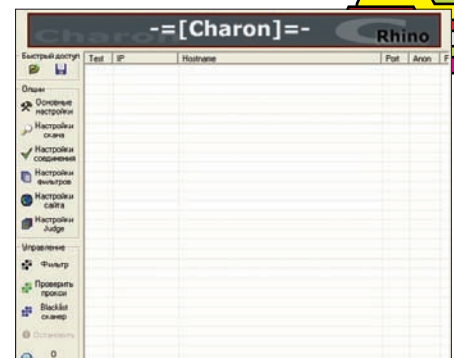 -=[Charon]=-
Rhino
Быстрый доступ
Test IP Hostname Port Anon
Опции
Основные
настройки
Настройки
скана
Настройки
соединения
Настройки
фильтров
Настройки
сайта
Настройки
Judge
Управление
Фильтр
Проверить
прокси
Blacklist
сканер
Остановить
0